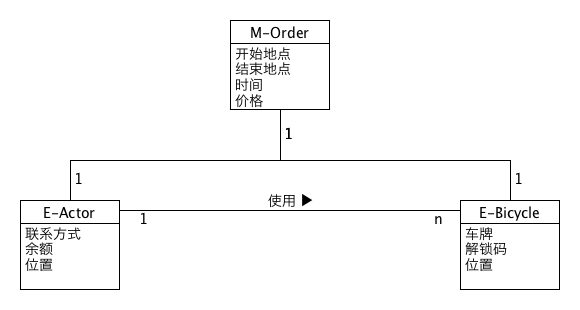 M-Order
开始地点
结束地点
时间
价格
1
1
1
使用 ▶
1
n
E-Actor
联系方式
余额
位置
E-Bicycle
车牌
解锁码
位置